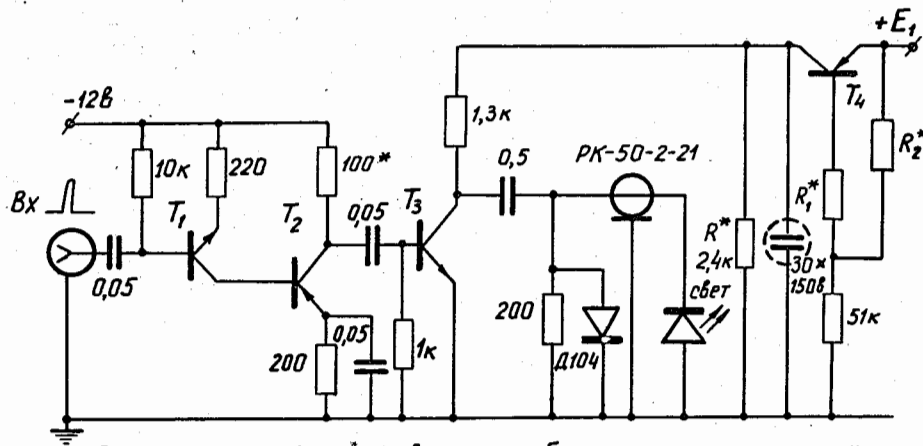 +E₁
-12в
T₄
1,3к
R₂*
10к
220
100*
0,5
РК-50-2-21
Вх
T₁
T₂
0,05
T₃
R₁*
R*
2,4к
30×
150в
0,05
свет
200
0,05
1к
200
Д104
51к